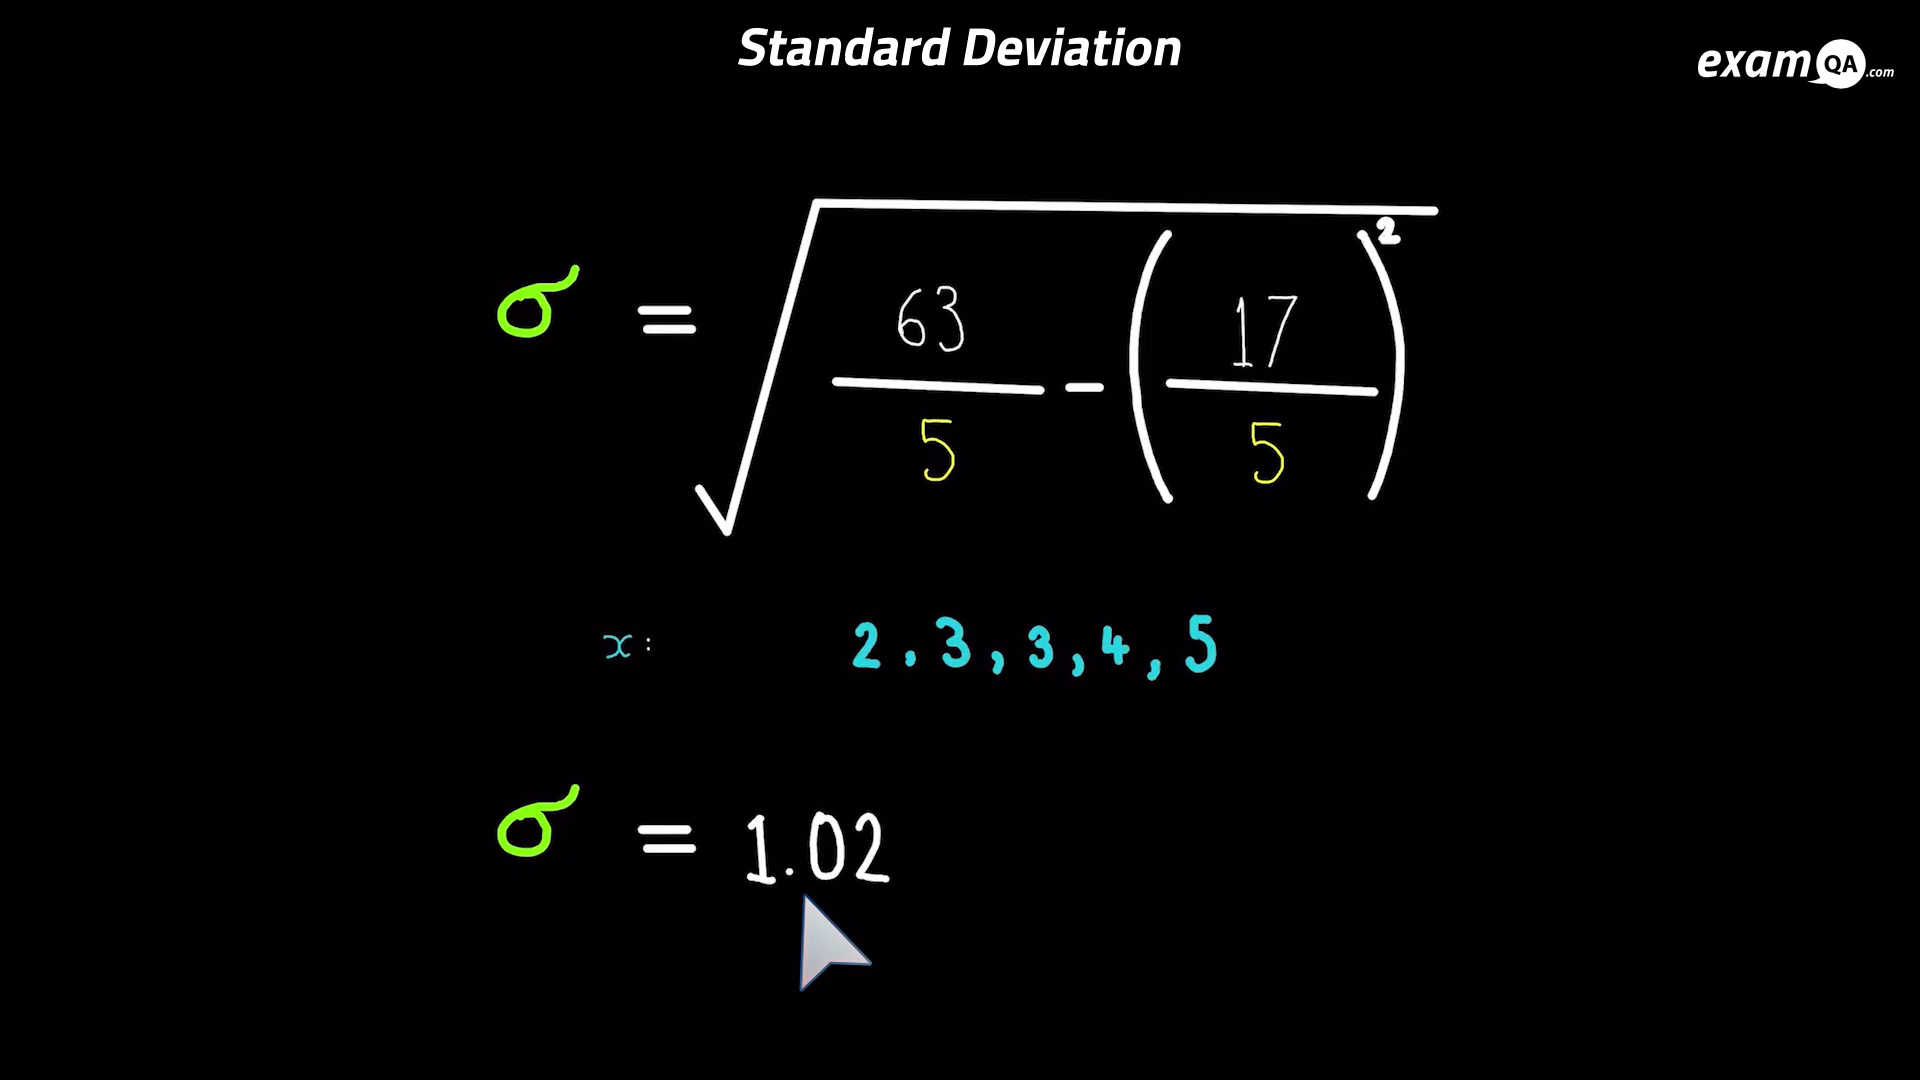 Standard Deviation
examQA.com
σ = √ 63/5 - (17/5)²
x: 2 . 3 , 3 , 4 , 5
σ = 1.02